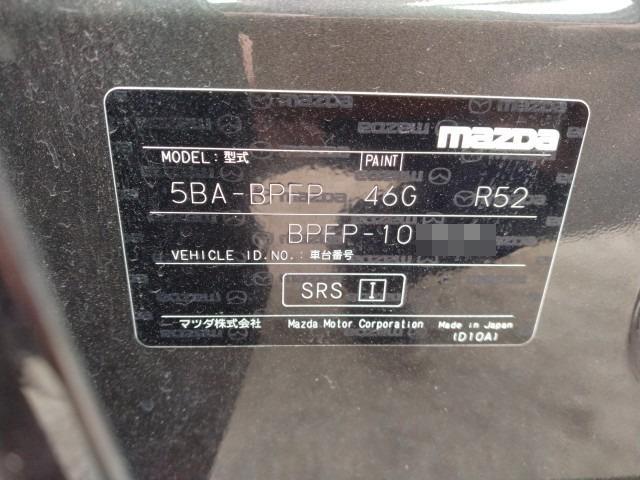 mazda
MODEL：型式 PAINT
5BA-BPFP 46G R52
BPFP-10
VEHICLE ID.NO.：車台番号
SRS I
マツダ株式会社 Mazda Motor Corporation Made in Japan
(D10A)